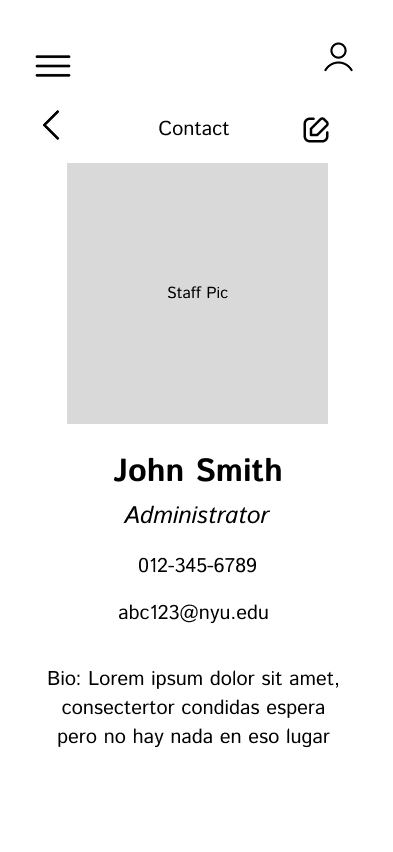 Contact
Staff Pic
John Smith
Administrator
012-345-6789
abc123@nyu.edu
Bio: Lorem ipsum dolor sit amet,
consectertor condidas espera
pero no hay nada en eso lugar